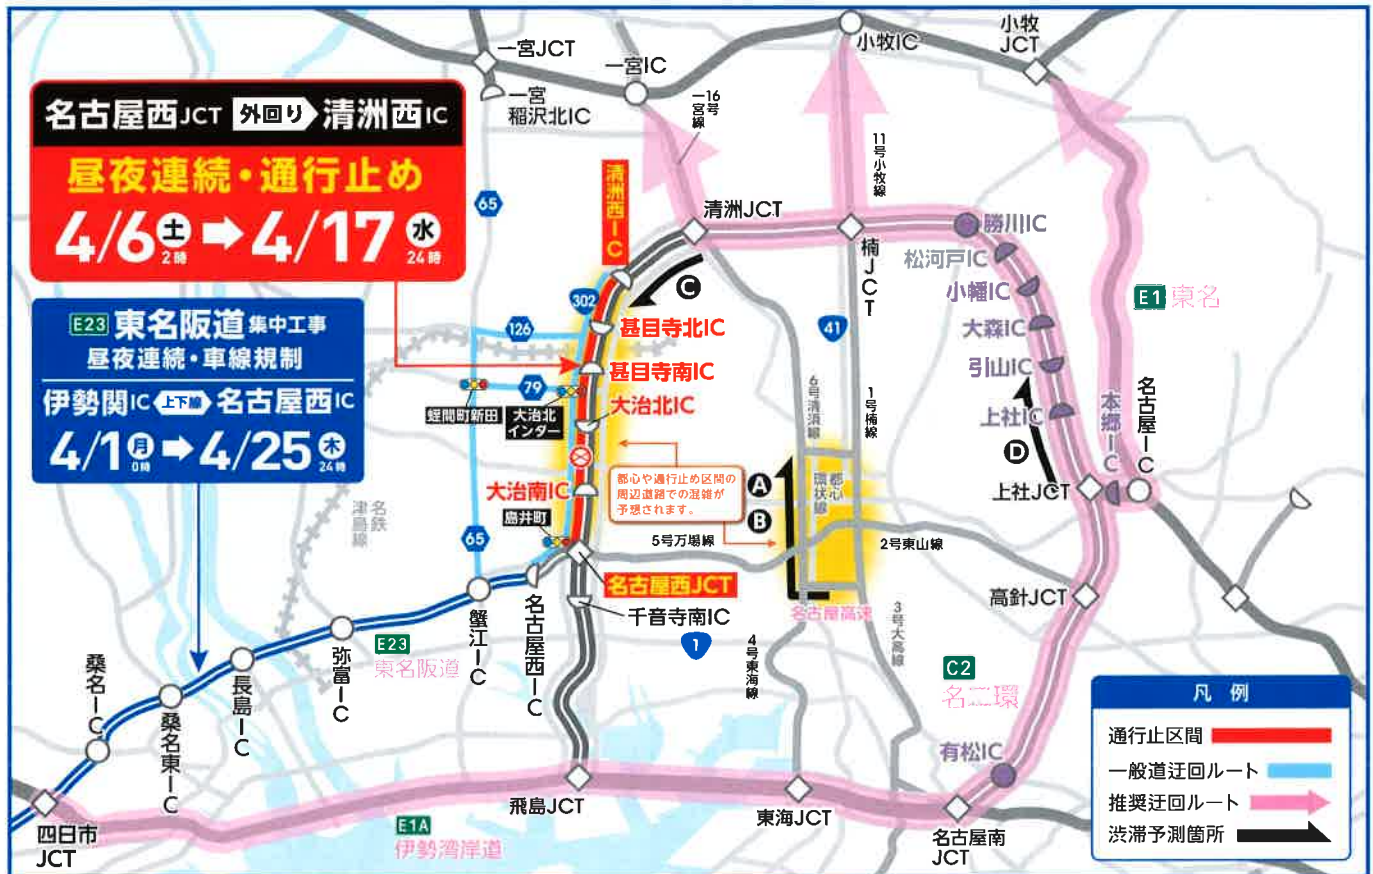 名古屋西JCT 外回り 清洲西IC
昼夜連続・通行止め
4/6 土 2時 ➡ 4/17 水 24時
E23 東名阪道 集中工事
昼夜連続・車線規制
伊勢関IC 上下線 名古屋西IC
4/1 月 0時 ➡ 4/25 木 24時
一宮JCT
一宮
稲沢北IC
一宮IC
小牧IC
小牧
JCT
16号
一宮線
11号小牧線
65
清洲西IC
清洲JCT
楠JCT
勝川IC
松河戸IC
小幡IC
大森IC
引山IC
上社IC
E1 東名
302
C
126
甚目寺北IC
41
79
甚目寺南IC
蛭間町新田
大治北
インター
大治北IC
6号清須線
1号楠線
本郷IC
名古屋IC
D
上社JCT
都心や通行止め区間の
周辺道路での混雑が
予想されます。
A
B
都心
環状線
大治南IC
島井町
名鉄
津島線
65
5号万場線
2号東山線
名古屋西JCT
千音寺南IC
名古屋高速
高針JCT
3号大高線
4号東海線
1
名古屋西IC
蟹江IC
E23
東名阪道
弥富IC
長島IC
桑名東IC
桑名IC
四日市
JCT
C2
名二環
有松IC
飛島JCT
東海JCT
名古屋南
JCT
E1A
伊勢湾岸道
凡例
通行止区間
一般道迂回ルート
推奨迂回ルート
渋滞予測箇所